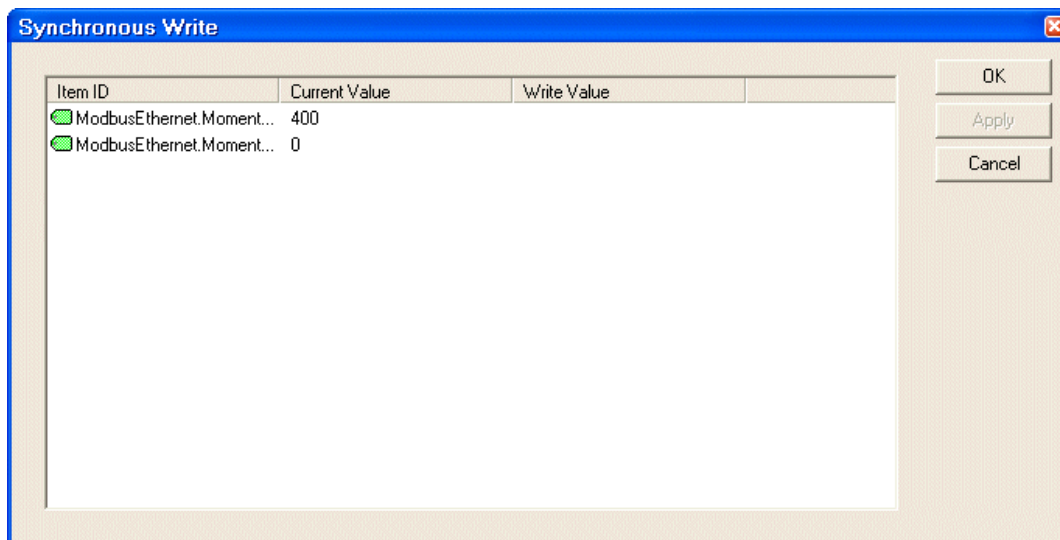 Synchronous Write
Item ID Current Value Write Value
ModbusEthernet.Moment... 400
ModbusEthernet.Moment... 0
OK
Apply
Cancel